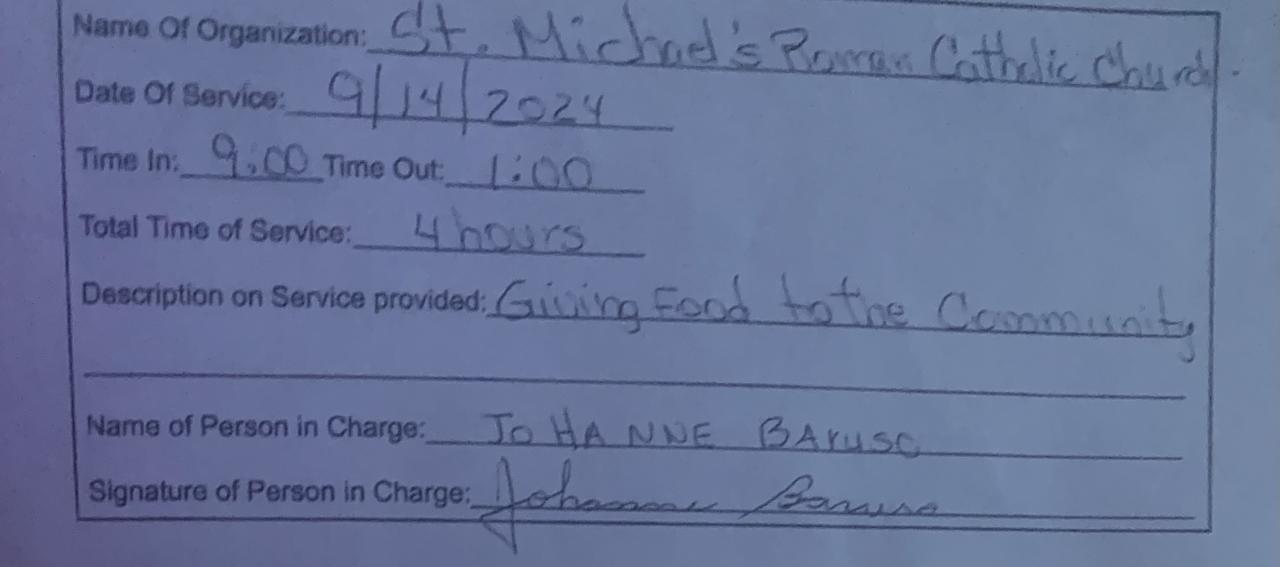 Name Of Organization: St. Michael's Roman Catholic Church.
Date Of Service: 9/14/2024
Time In: 9:00 Time Out: 1:00
Total Time of Service: 4 hours
Description on Service provided: Giving Food to the Community
Name of Person in Charge: JOHANNE
Signature of Person in Charge: Johanne